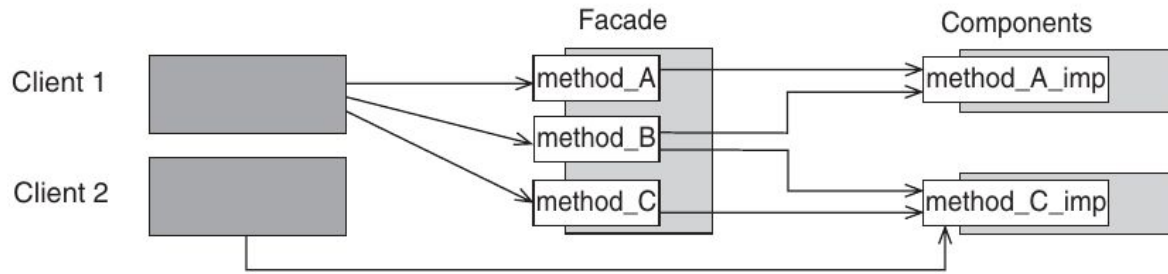 Facade
Components
Client 1
method_A
method_A_imp
method_B
Client 2
method_C
method_C_imp